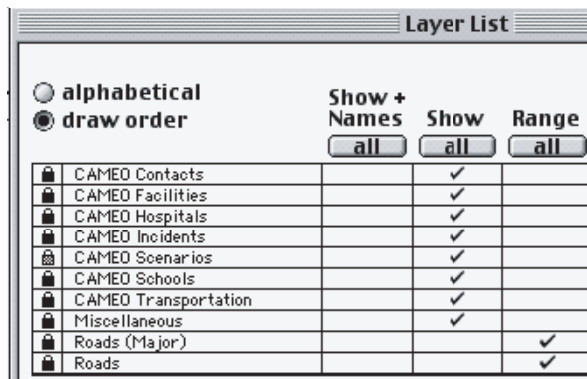 Layer List
alphabetical
draw order
Show +
Names Show Range
all all all
CAMEO Contacts
CAMEO Facilities
CAMEO Hospitals
CAMEO Incidents
CAMEO Scenarios
CAMEO Schools
CAMEO Transportation
Miscellaneous
Roads (Major)
Roads